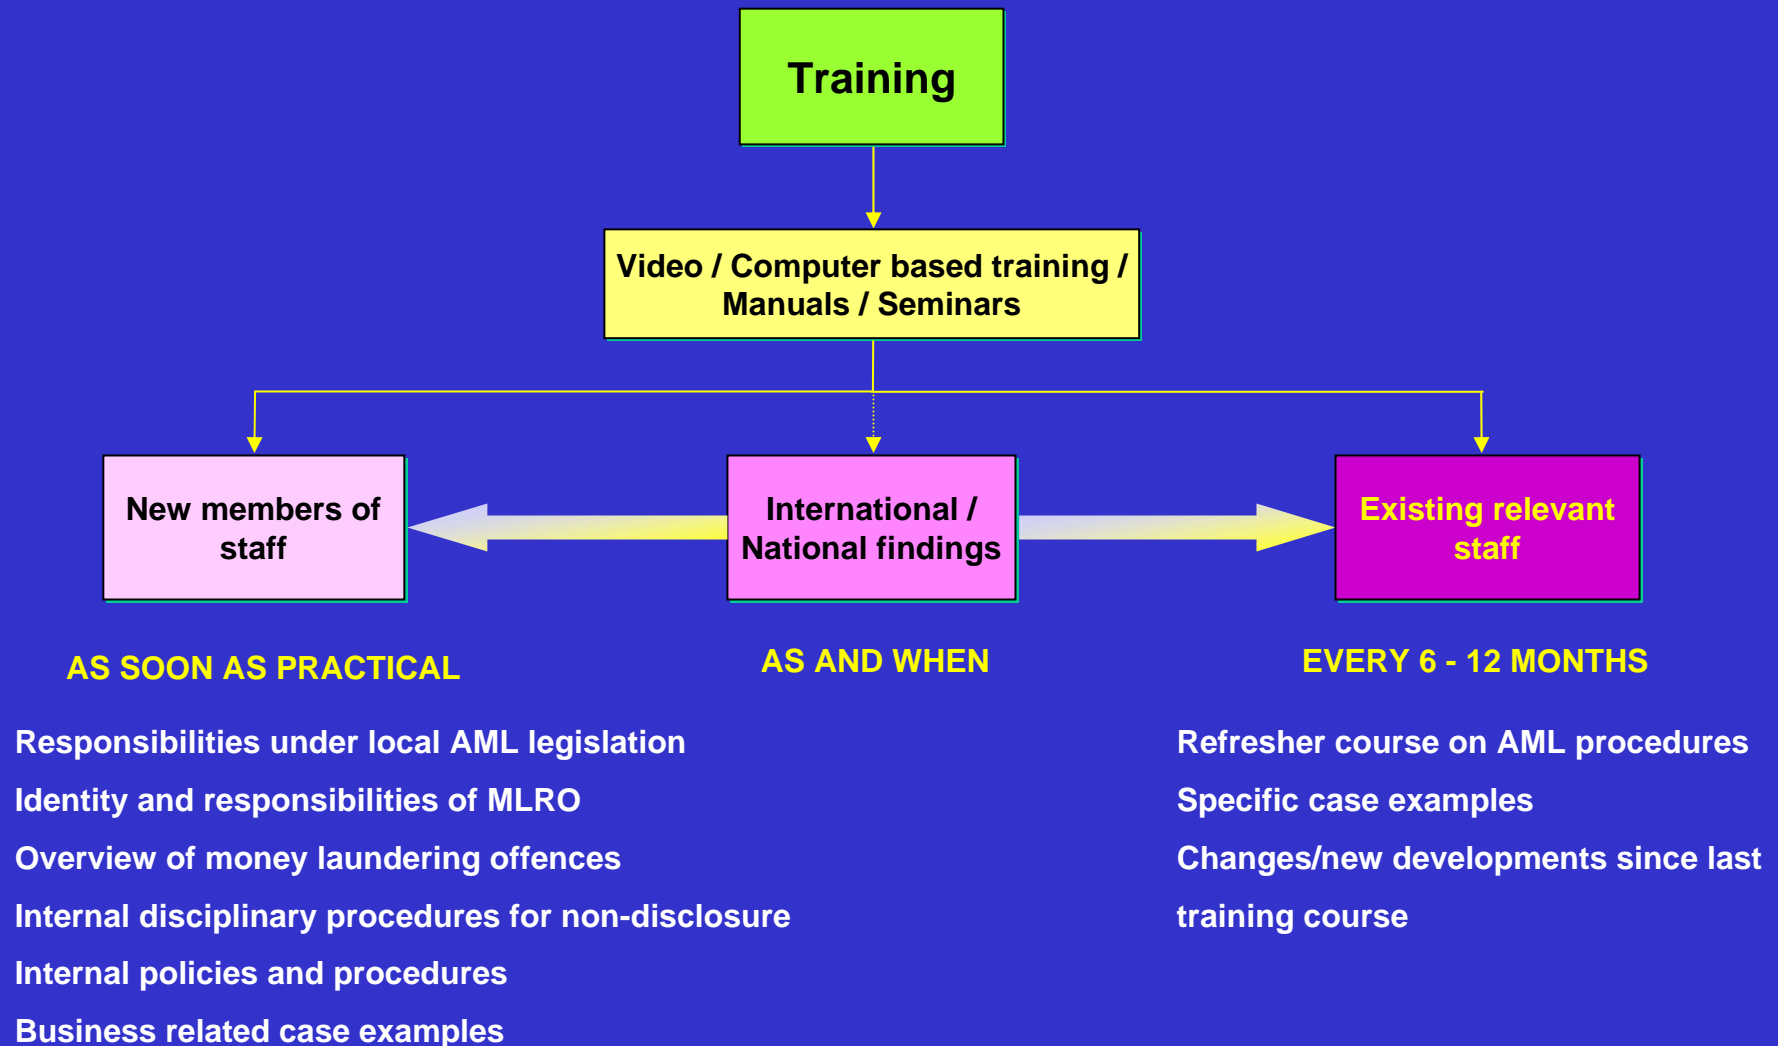 Training
Video / Computer based training /
Manuals / Seminars
New members of
staff
International /
National findings
Existing relevant
staff
AS SOON AS PRACTICAL
AS AND WHEN
EVERY 6 - 12 MONTHS
Responsibilities under local AML legislation
Identity and responsibilities of MLRO
Overview of money laundering offences
Internal disciplinary procedures for non-disclosure
Internal policies and procedures
Business related case examples
Refresher course on AML procedures
Specific case examples
Changes/new developments since last
training course